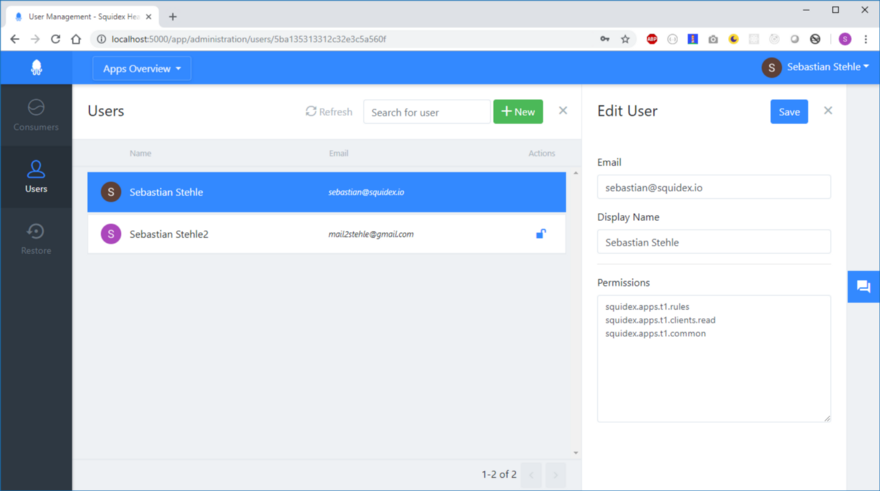 User Management - Squidex Hea
localhost:5000/app/administration/users/5ba135313312c32e3c5a560f
ABP
S
Apps Overview
S Sebastian Stehle
Consumers
Users
Restore
Users
Refresh
Search for user
New
Name Email Actions
S Sebastian Stehle sebastian@squidex.io
S Sebastian Stehle2 mail2stehle@gmail.com
1-2 of 2
Edit User
Save
Email
sebastian@squidex.io
Display Name
Sebastian Stehle
Permissions
squidex.apps.t1.rules
squidex.apps.t1.clients.read
squidex.apps.t1.common